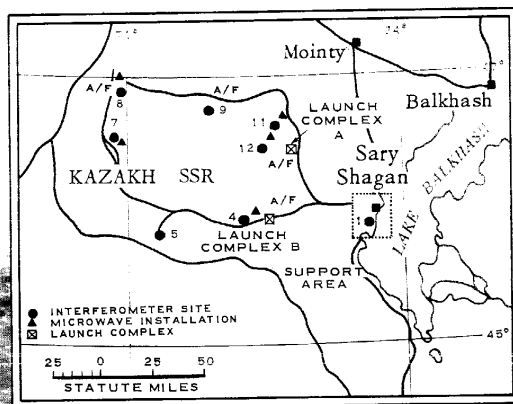 71°
74°
Mointy
A/F
8
A/F
9
Balkhash
LAUNCH
COMPLEX
A
7
11
12
A/F
KAZAKH SSR
Sary
Shagan
LAKE BALKHASH
A/F
4
1
5
LAUNCH
COMPLEX B
SUPPORT
AREA
INTERFEROMETER SITE
MICROWAVE INSTALLATION
LAUNCH COMPLEX
45°
25 0 25 50
STATUTE MILES